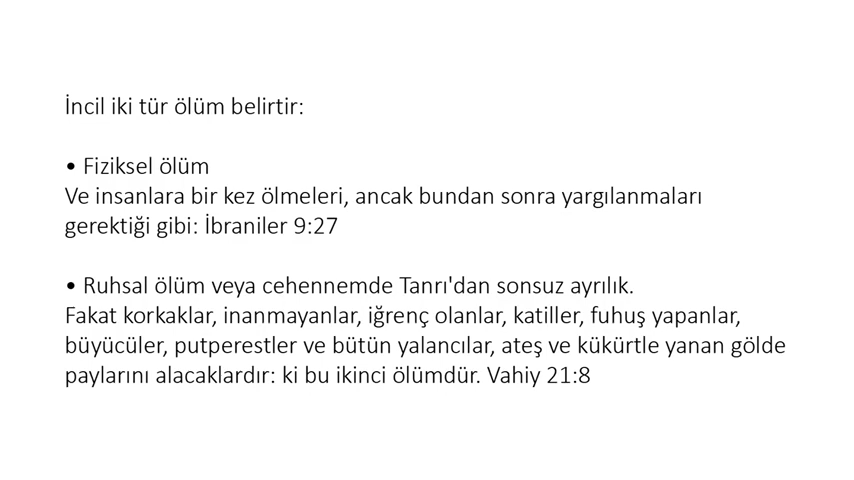 İncil iki tür ölüm belirtir:
• Fiziksel ölüm
Ve insanlara bir kez ölmeleri, ancak bundan sonra yargılanmaları
gerektiği gibi: İbraniler 9:27
• Ruhsal ölüm veya cehennemde Tanrı'dan sonsuz ayrılık.
Fakat korkaklar, inanmayanlar, iğrenç olanlar, katiller, fuhuş yapanlar,
büyücüler, putperestler ve bütün yalancılar, ateş ve kükürtle yanan gölde
paylarını alacaklardır: ki bu ikinci ölümdür. Vahiy 21:8